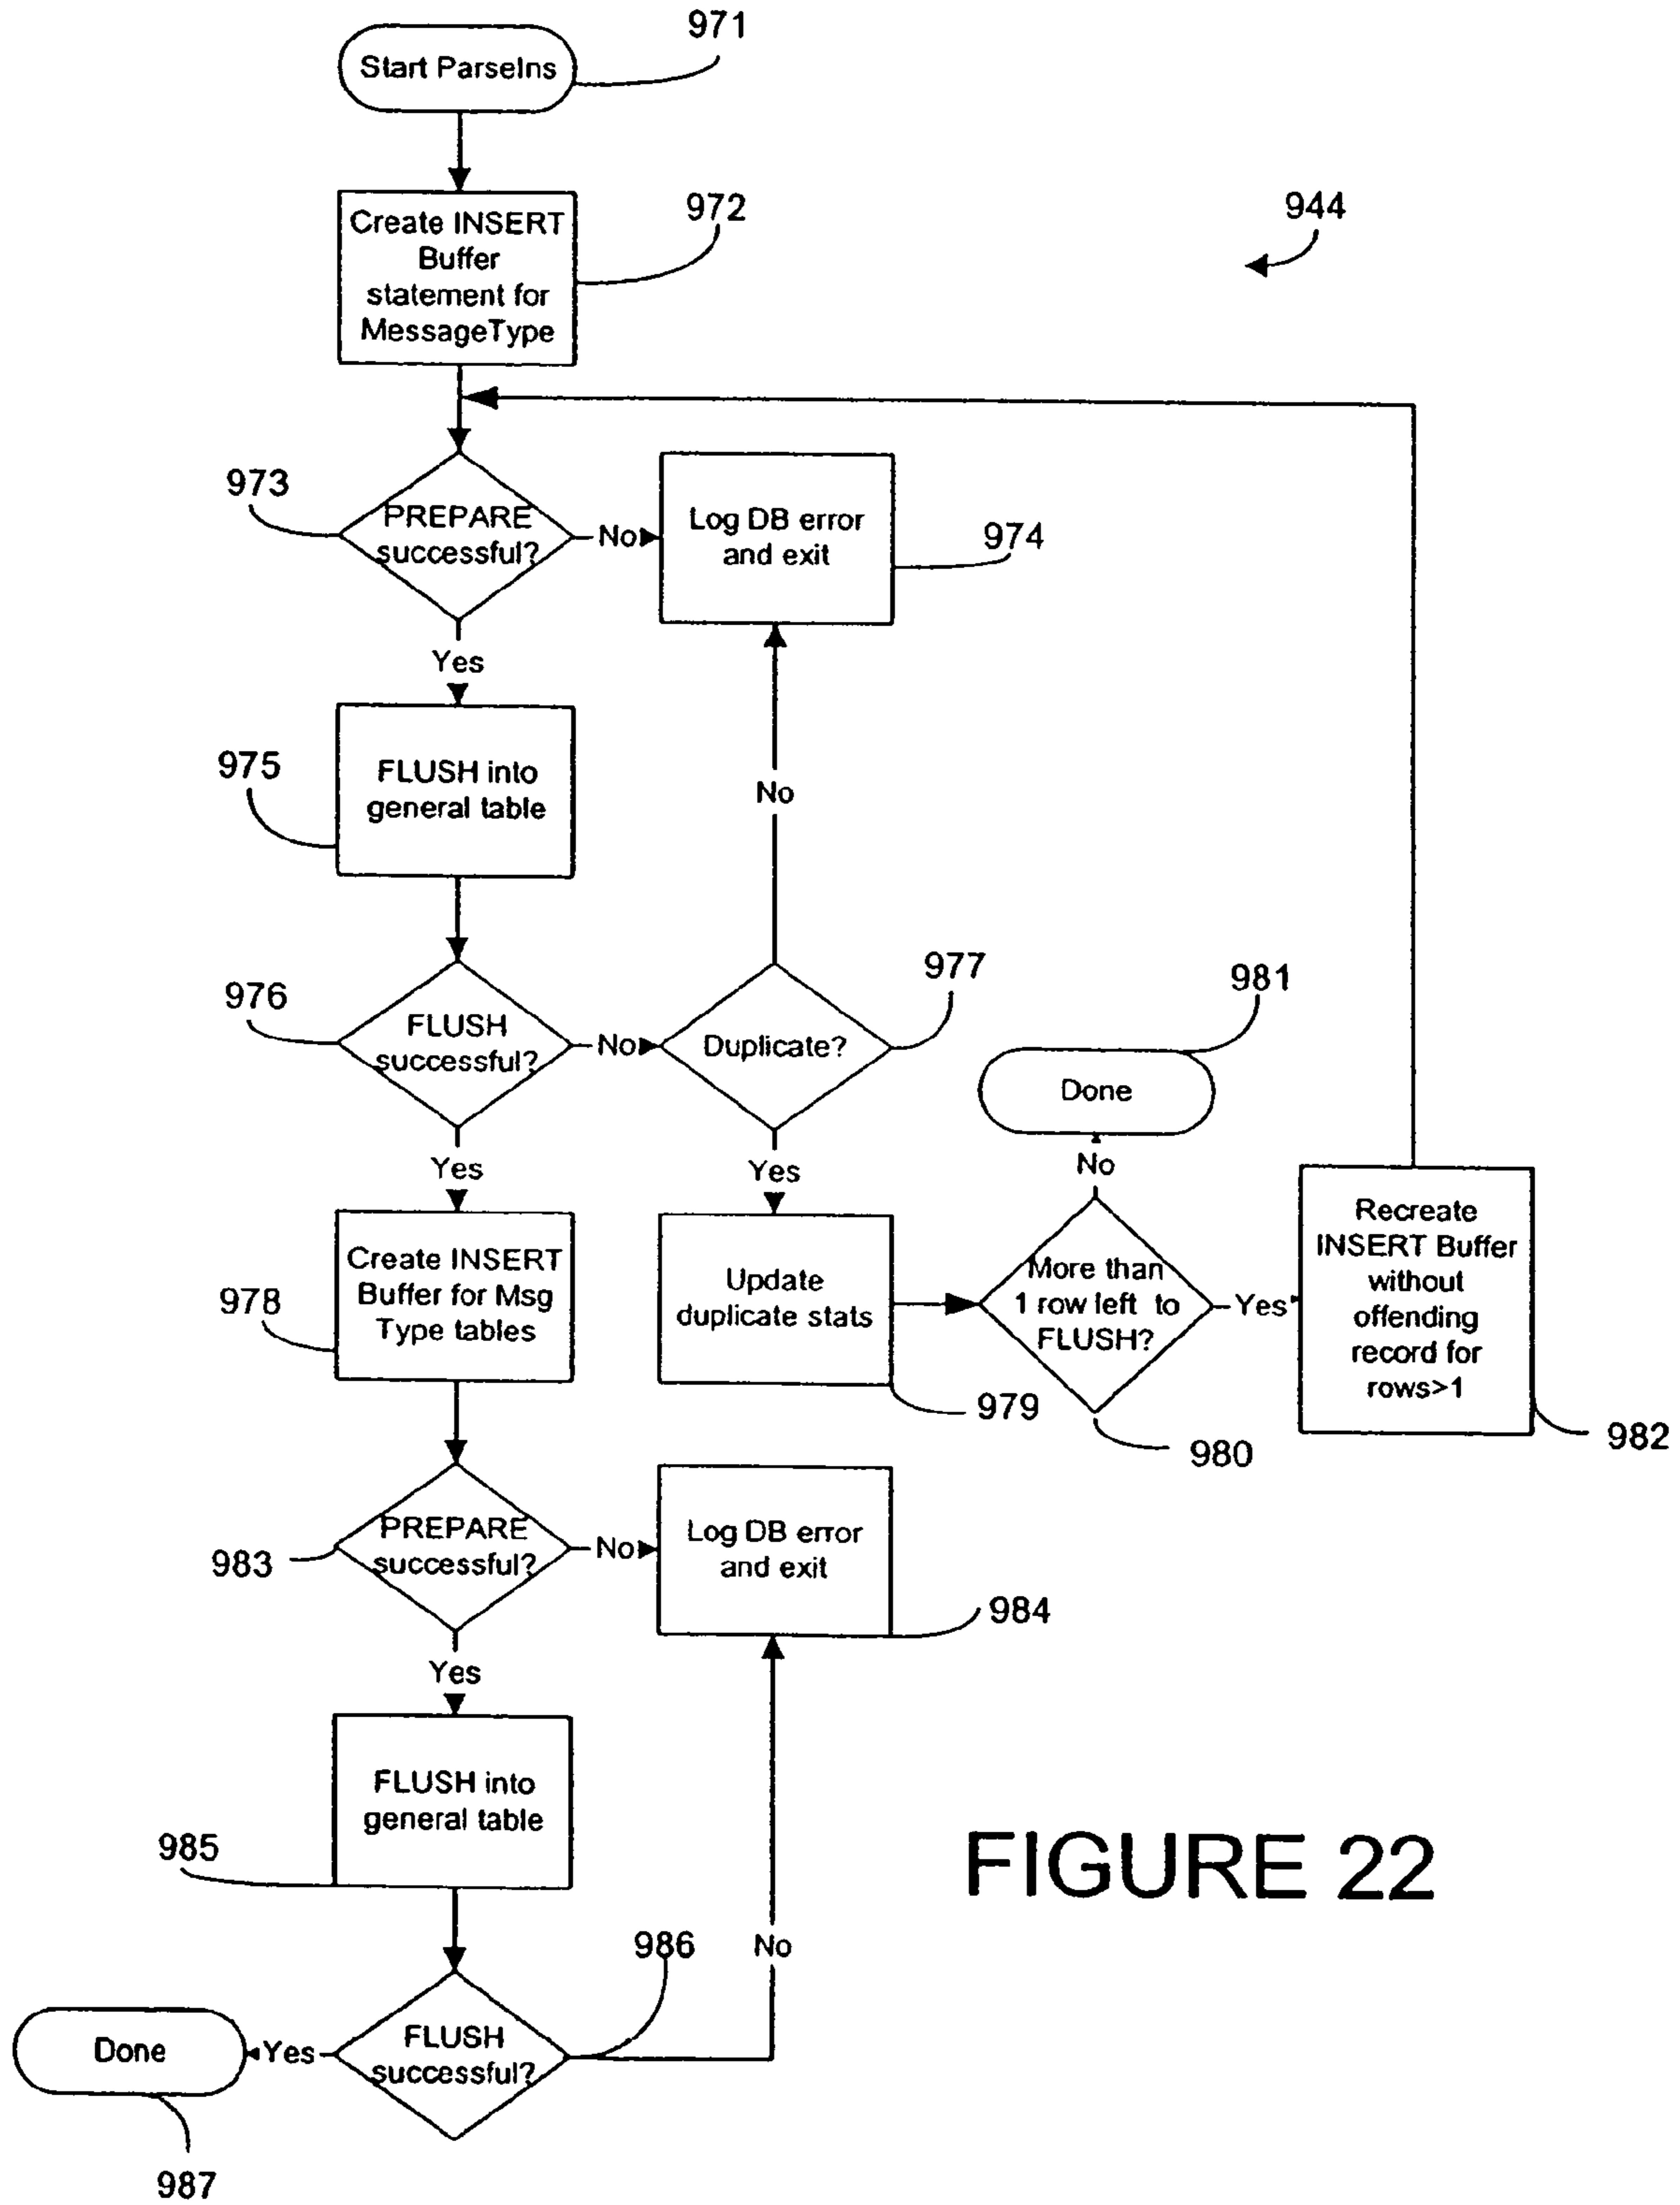 971
Start ParseIns
972
944
Create INSERT
Buffer
statement for
MessageType
973
PREPARE
successful?
No
Log DB error
and exit
974
Yes
975
FLUSH into
general table
No
976
FLUSH
successful?
No
Duplicate?
977
981
Done
Yes
Yes
No
978
Create INSERT
Buffer for Msg
Type tables
Update
duplicate stats
979
More than
1 row left to
FLUSH?
980
Yes
Recreate
INSERT Buffer
without
offending
record for
rows>1
982
983
PREPARE
successful?
No
Log DB error
and exit
984
Yes
985
FLUSH into
general table
FIGURE 22
986
No
FLUSH
successful?
Yes
Done
987